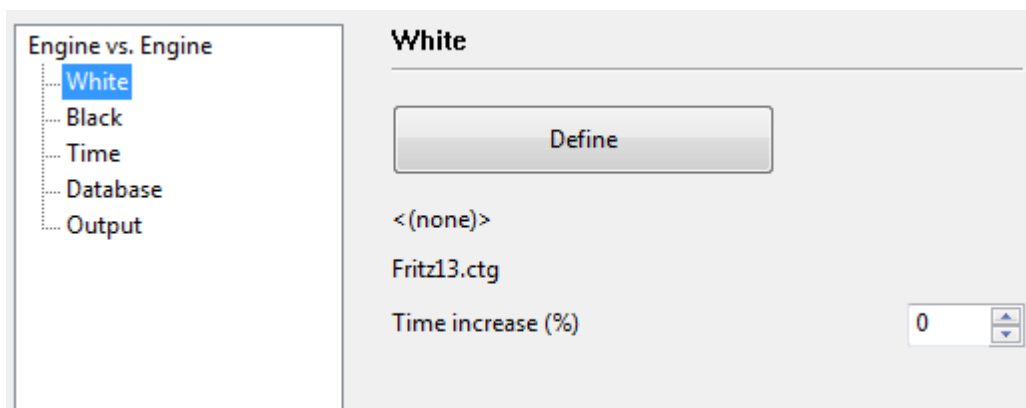 Engine vs. Engine
White
Black
Time
Database
Output
White
Define
<(none)>
Fritz13.ctg
Time increase (%) 0